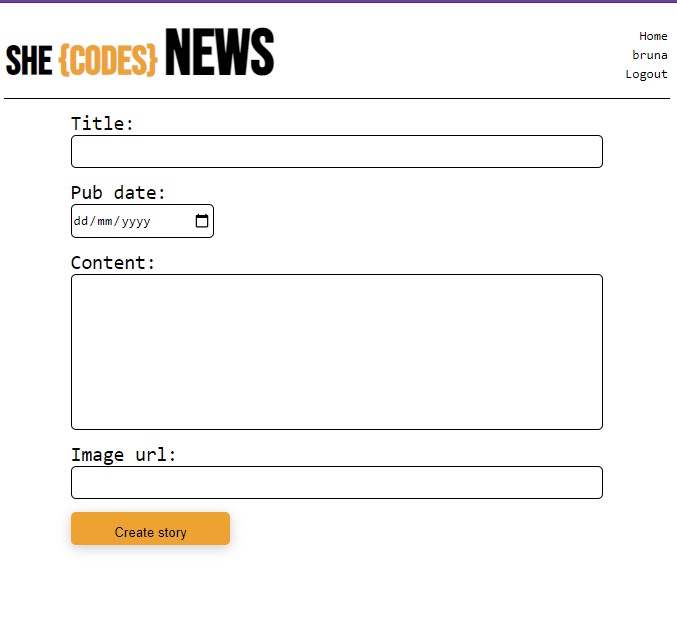 SHE {CODES} NEWS
Home
bruna
Logout
Title:
Pub date:
dd/mm/yyyy
Content:
Image url:
Create story